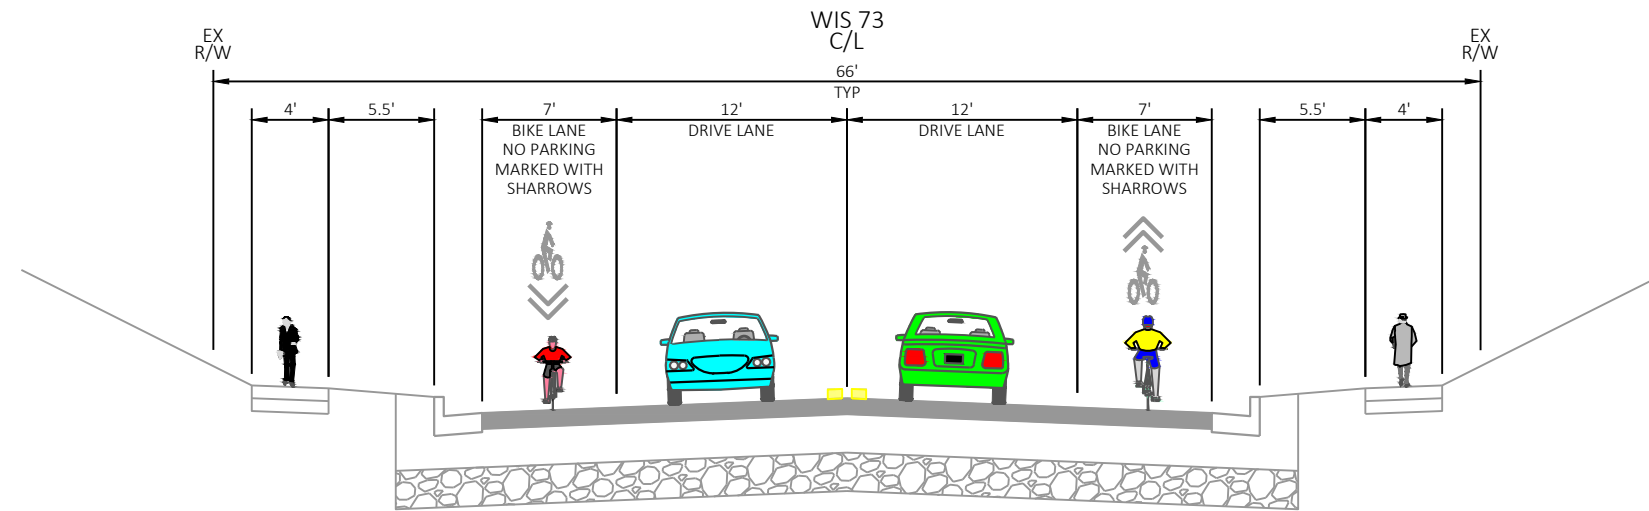 WIS 73
C/L
EX
R/W
EX
R/W
66'
TYP
4'
5.5'
7'
12'
12'
7'
5.5'
4'
BIKE LANE
NO PARKING
MARKED WITH
SHARROWS
DRIVE LANE
DRIVE LANE
BIKE LANE
NO PARKING
MARKED WITH
SHARROWS